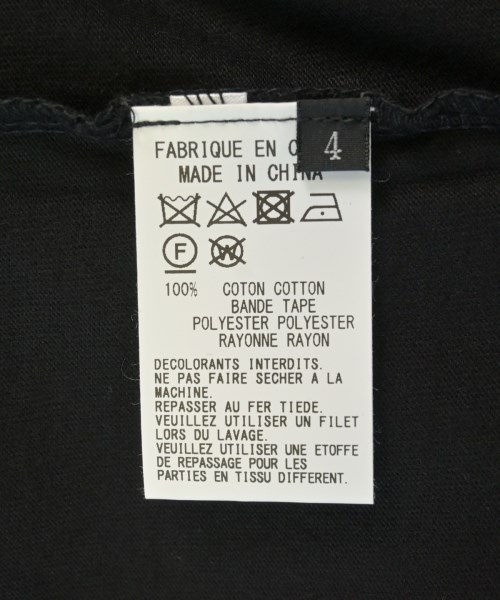 4
FABRIQUE EN C
MADE IN CHINA
F
W
100% COTON COTTON
BANDE TAPE
POLYESTER POLYESTER
RAYONNE RAYON
DECOLORANTS INTERDITS.
NE PAS FAIRE SECHER A LA
MACHINE.
REPASSER AU FER TIEDE.
VEUILLEZ UTILISER UN FILET
LORS DU LAVAGE.
VEUILLEZ UTILISER UNE ETOFFE
DE REPASSAGE POUR LES
PARTIES EN TISSU DIFFERENT.